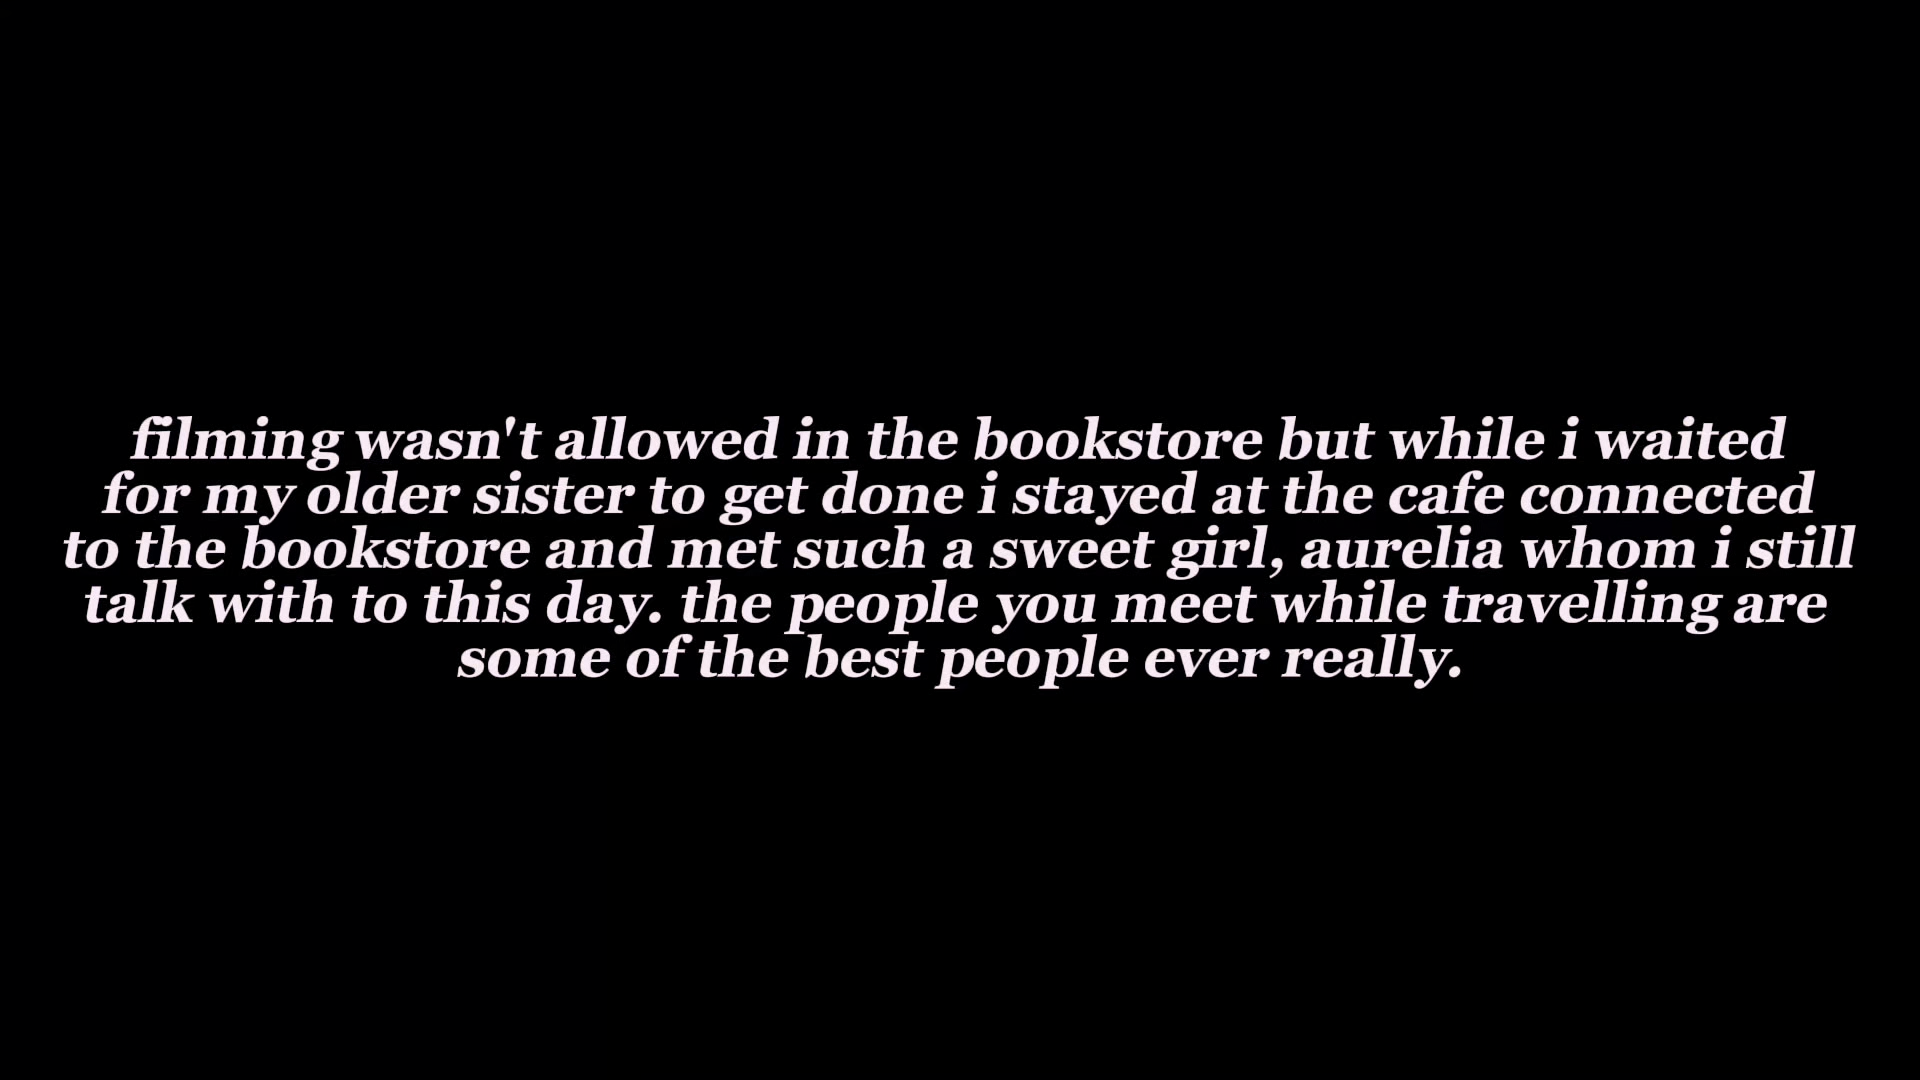 filming wasn't allowed in the bookstore but while i waited
for my older sister to get done i stayed at the cafe connected
to the bookstore and met such a sweet girl, aurelia whom i still
talk with to this day. the people you meet while travelling are
some of the best people ever really.